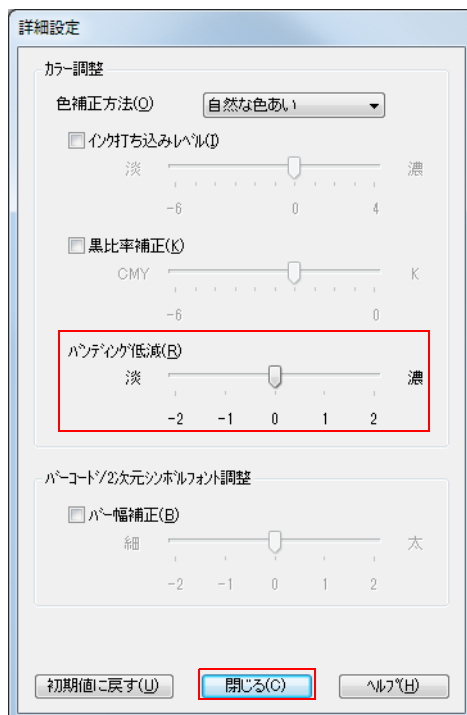 詳細設定
カラー調整
色補正方法(O) 自然な色あい
インク打ち込みレベル(I)
淡 濃
-6 0 4
黒比率補正(K)
CMY K
-6 0
バンディング低減(R)
淡 濃
-2 -1 0 1 2
バーコード/2次元シンボルフォント調整
バー幅補正(B)
細 太
-2 -1 0 1 2
初期値に戻す(U) 閉じる(C) ヘルプ(H)